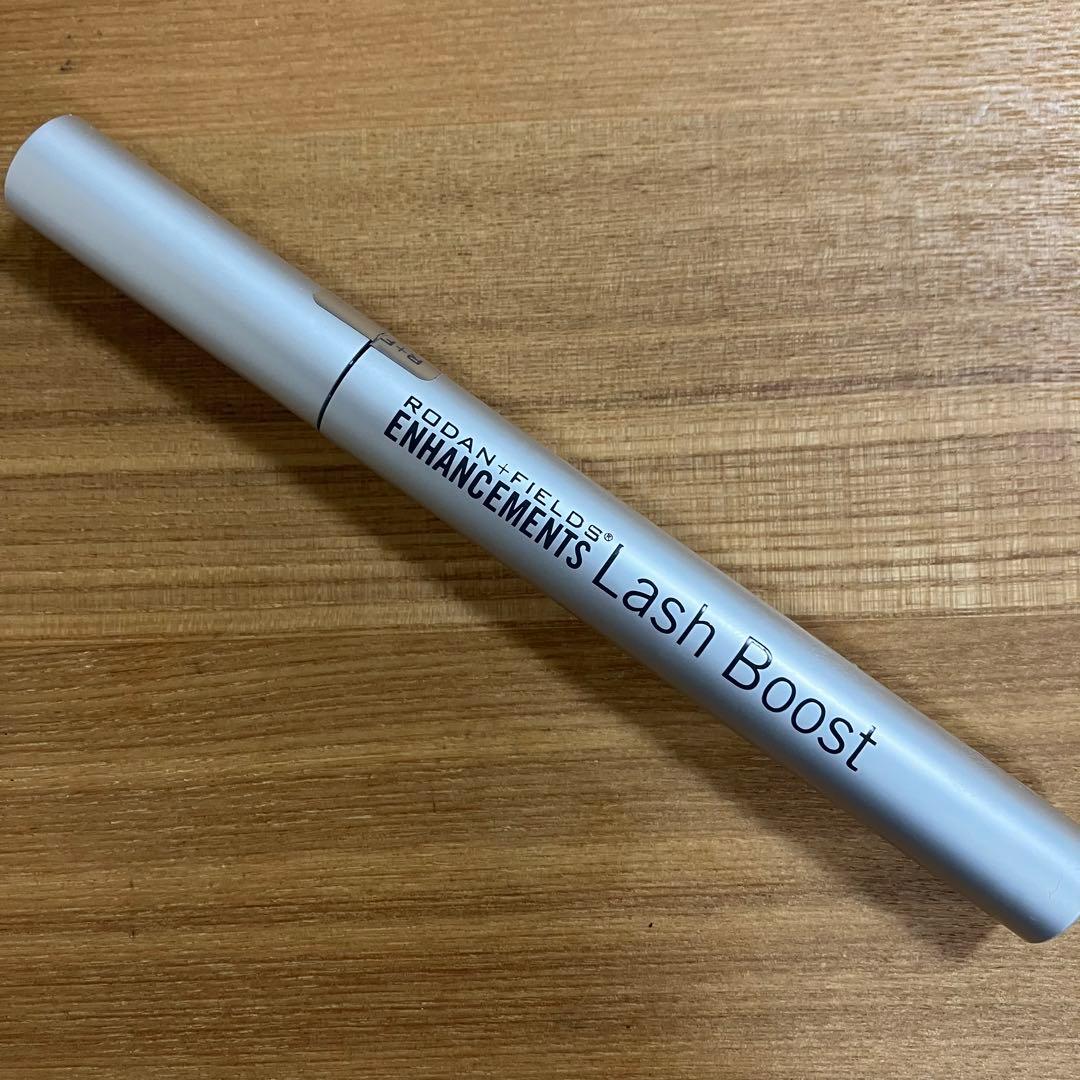 R+F
RODAN+FIELDS®
ENHANCEMENTS Lash Boost